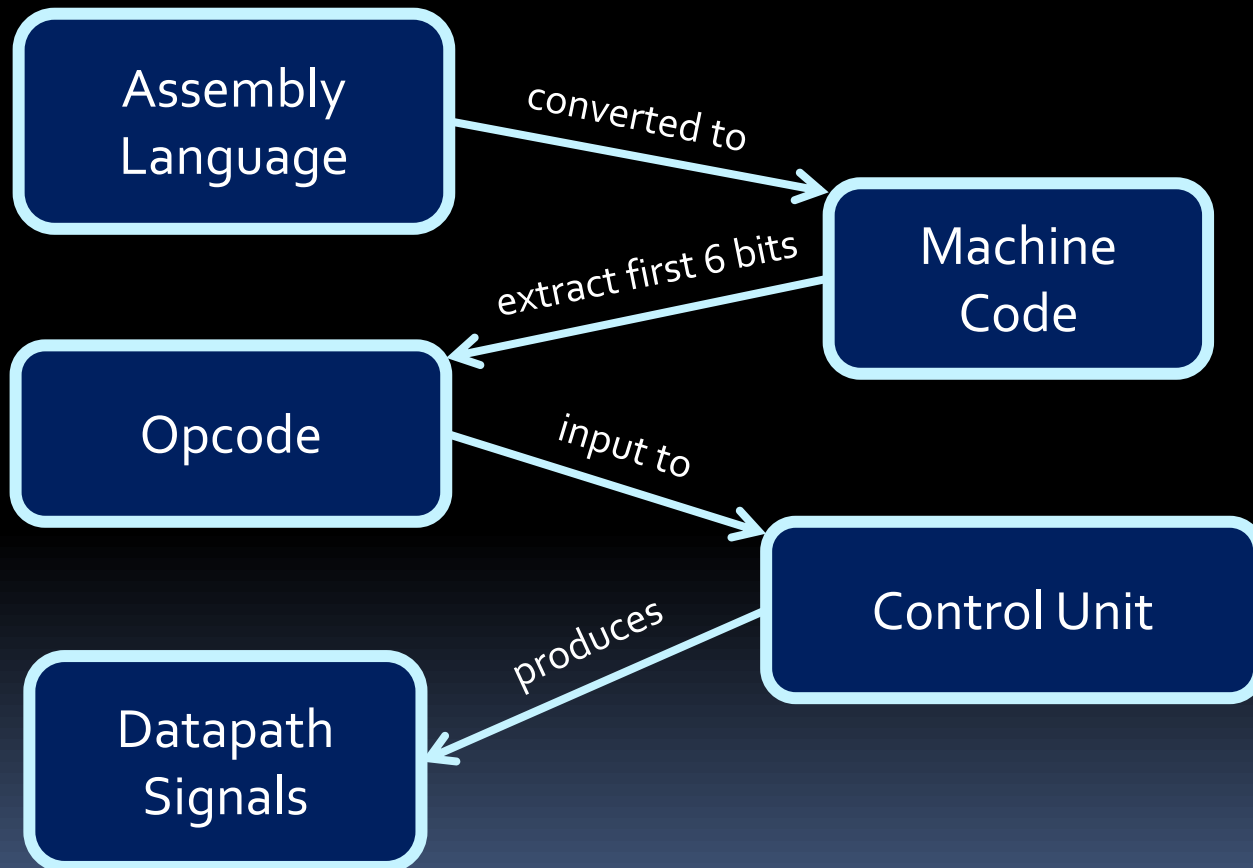 Assembly
Language
converted to
Machine
Code
extract first 6 bits
Opcode
input to
Control Unit
produces
Datapath
Signals